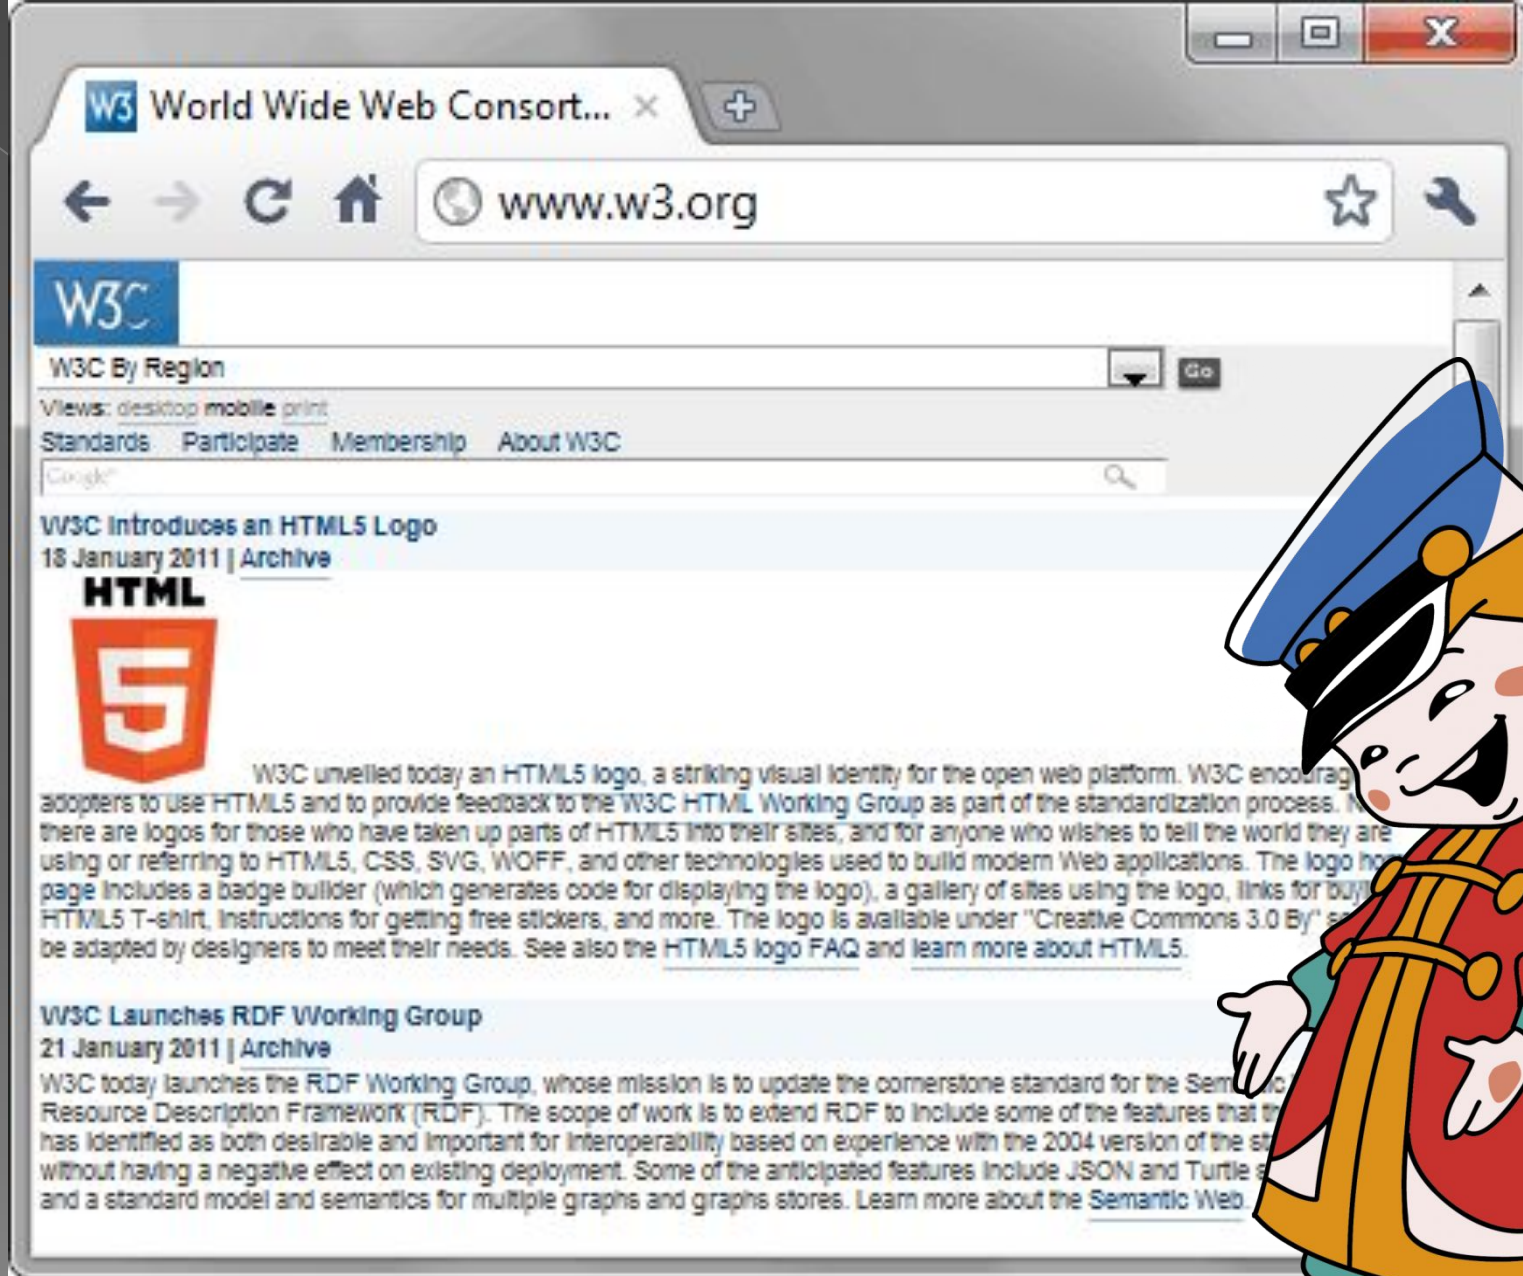 World Wide Web Consort...
www.w3.org
W3C
W3C By Region
Go
Views: desktop mobile print
Standards Participate Membership About W3C
Google
W3C Introduces an HTML5 Logo
18 January 2011 | Archive
HTML
5
W3C unveiled today an HTML5 logo, a striking visual identity for the open web platform. W3C
adopters to use HTML5 and to provide feedback to the W3C HTML Working Group as part of the standardization process.
there are logos for those who have taken up parts of HTML5 into their sites, and for anyone who wishes to tell the world they are
using or referring to HTML5, CSS, SVG, WOFF, and other technologies used to build modern Web applications. The logo
page includes a badge builder (which generates code for displaying the logo), a gallery of sites using the logo, links for
HTML5 T-shirt, instructions for getting free stickers, and more. The logo is available under "Creative Commons 3.0 By"
be adapted by designers to meet their needs. See also the HTML5 logo FAQ and learn more about HTML5.
W3C Launches RDF Working Group
21 January 2011 | Archive
W3C today launches the RDF Working Group, whose mission is to update the cornerstone standard for the
Resource Description Framework (RDF). The scope of work is to extend RDF to include some of the features that
has identified as both desirable and important for interoperability based on experience with the 2004 version of the
without having a negative effect on existing deployment. Some of the anticipated features include JSON and Turtle
and a standard model and semantics for multiple graphs and graphs stores. Learn more about the Semantic Web.